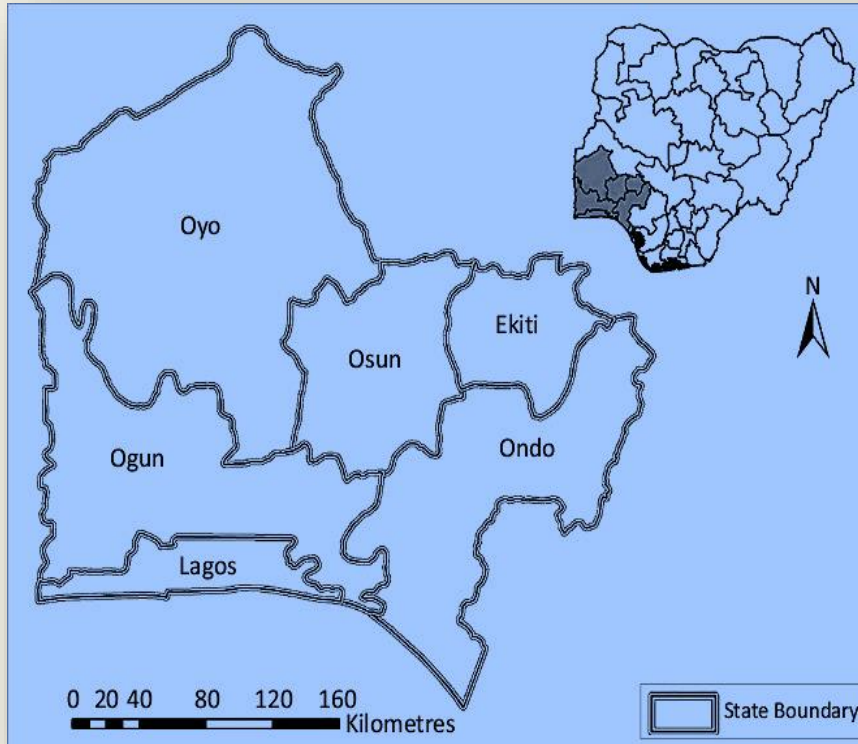 Oyo
N
Ekiti
Osun
Ogun
Ondo
Lagos
0 20 40 80 120 160
Kilometres
State Boundary